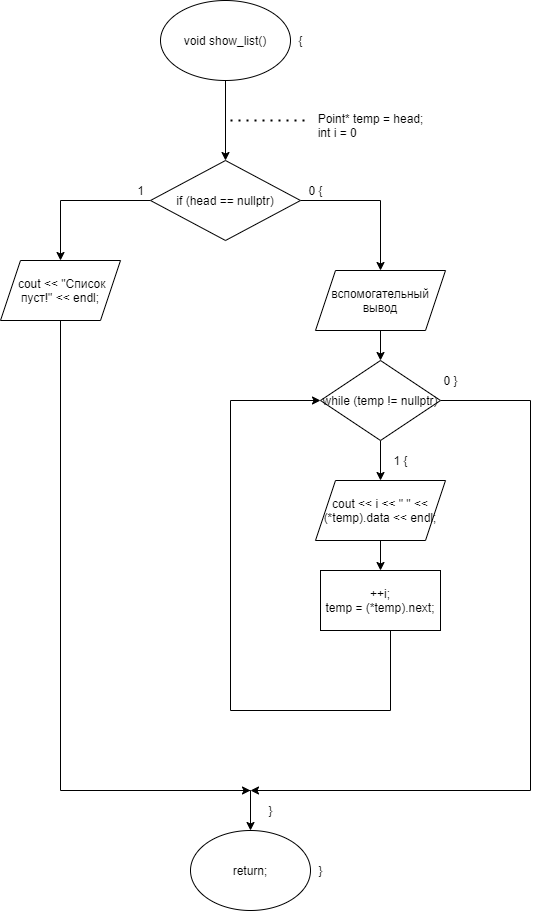 void show_list()
{
Point* temp = head;
int i = 0
1
if (head == nullptr)
0 {
cout << "Список
пуст!" << endl;
вспомогательный
вывод
0 }
while (temp != nullptr)
1 {
cout << i << " " <<
(*temp).data << endl;
++i;
temp = (*temp).next;
}
return;
}